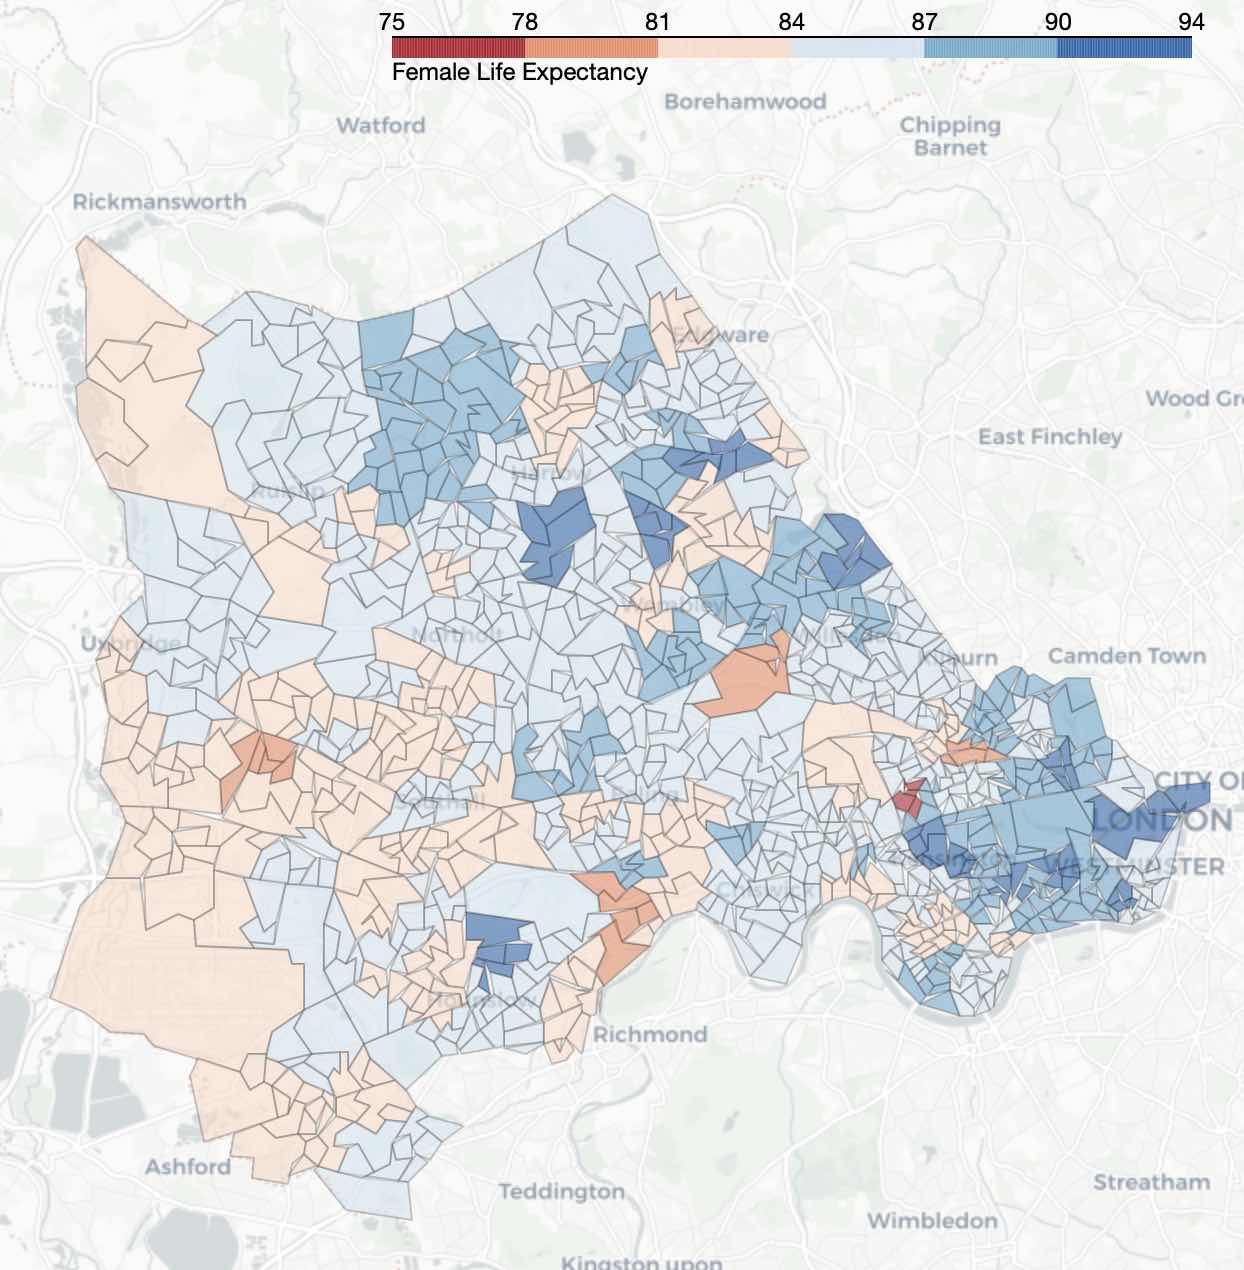 75 78 81 84 87 90 94
Female Life Expectancy
Borehamwood
Watford
Chipping
Barnet
Rickmansworth
Edgware
Wood Gr
East Finchley
Harrow
Ruislip
Wembley
Northolt
Willesden
Uxbridge
Kilburn
Camden Town
CITY O
LONDON
Southall
Ealing
Kensington
WESTMINSTER
Chiswick
Hounslow
Richmond
Ashford
Teddington
Streatham
Wimbledon
Kingston upon